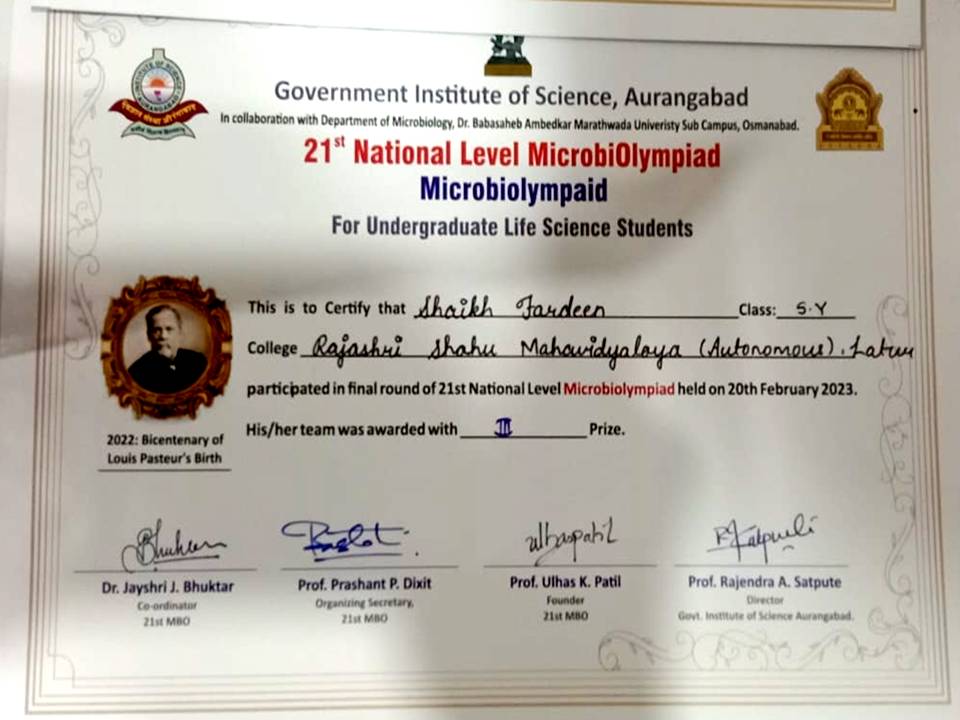 Government Institute of Science, Aurangabad
In collaboration with Department of Microbiology, Dr. Babasaheb Ambedkar Marathwada Univeristy Sub Campus, Osmanabad.
21st National Level MicrobiOlympiad
Microbiolympaid
For Undergraduate Life Science Students
This is to Certify that Shaikh Fardeen Class: S.Y
College Rajashri Shahu Mahavidyalaya (Autonomous), Latur
participated in final round of 21st National Level Microbiolympiad held on 20th February 2023.
His/her team was awarded with III Prize.
2022: Bicentenary of
Louis Pasteur's Birth
ulhaspatil
Dr. Jayshri J. Bhuktar Prof. Prashant P. Dixit Prof. Ulhas K. Patil Prof. Rajendra A. Satpute
Co-ordinator Organizing Secretary, Founder Director
21st MBO 21st MBO 21st MBO Govt. Institute of Science Aurangabad.